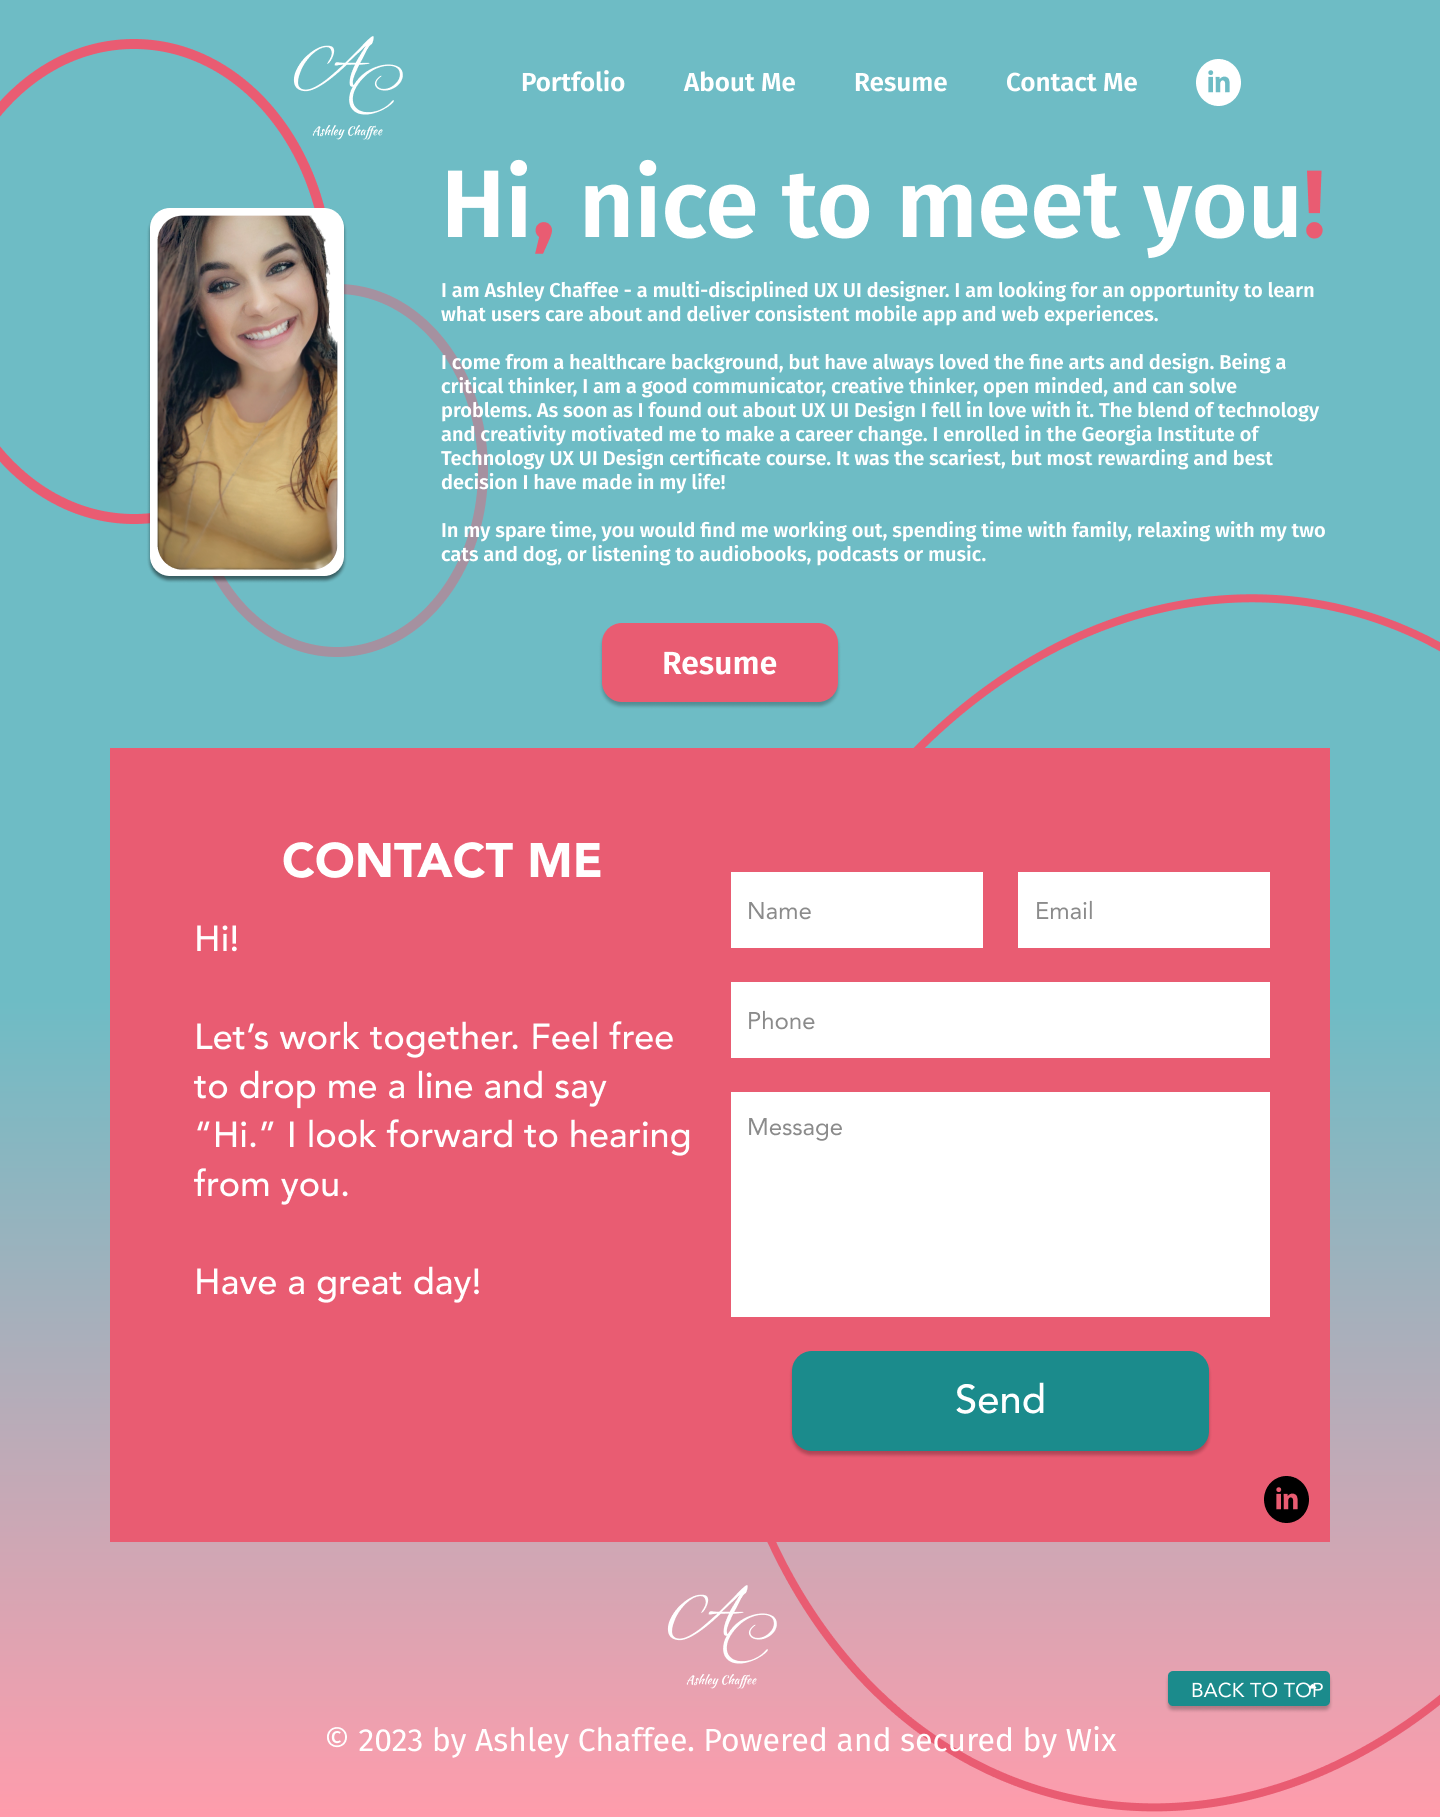 AC
Ashley Chaffee
Portfolio
About Me
Resume
Contact Me
in
Hi, nice to meet you!
I am Ashley Chaffee - a multi-disciplined UX UI designer. I am looking for an opportunity to learn
what users care about and deliver consistent mobile app and web experiences.
I come from a healthcare background, but have always loved the fine arts and design. Being a
critical thinker, I am a good communicator, creative thinker, open minded, and can solve
problems. As soon as I found out about UX UI Design I fell in love with it. The blend of technology
and creativity motivated me to make a career change. I enrolled in the Georgia Institute of
Technology UX UI Design certificate course. It was the scariest, but most rewarding and best
decision I have made in my life!
In my spare time, you would find me working out, spending time with family, relaxing with my two
cats and dog, or listening to audiobooks, podcasts or music.
Resume
CONTACT ME
Hi!
Let’s work together. Feel free
to drop me a line and say
“Hi.” I look forward to hearing
from you.
Have a great day!
Name
Email
Phone
Message
Send
in
AC
Ashley Chaffee
BACK TO TOP
© 2023 by Ashley Chaffee. Powered and secured by Wix